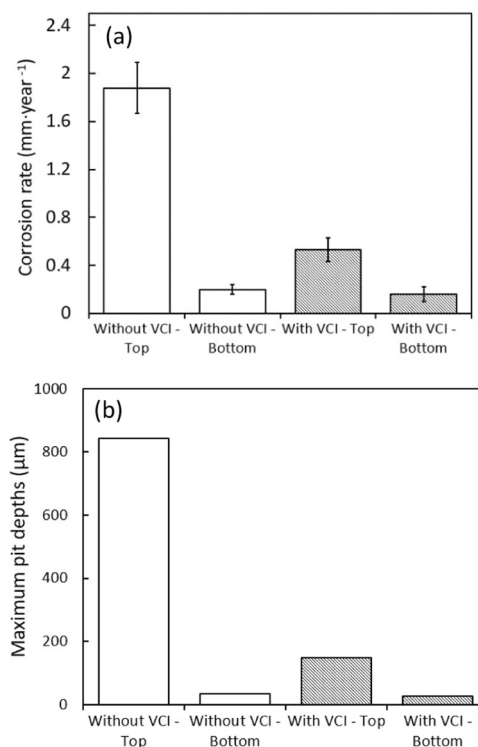 (a)
Corrosion rate (mm·year -1)
2.4
2
1.6
1.2
0.8
0.4
0
Without VCI -
Top
Without VCI -
Bottom
With VCI - Top
With VCI -
Bottom
(b)
Maximum pit depths (µm)
1000
800
600
400
200
0
Without VCI -
Top
Without VCI -
Bottom
With VCI - Top
With VCI -
Bottom